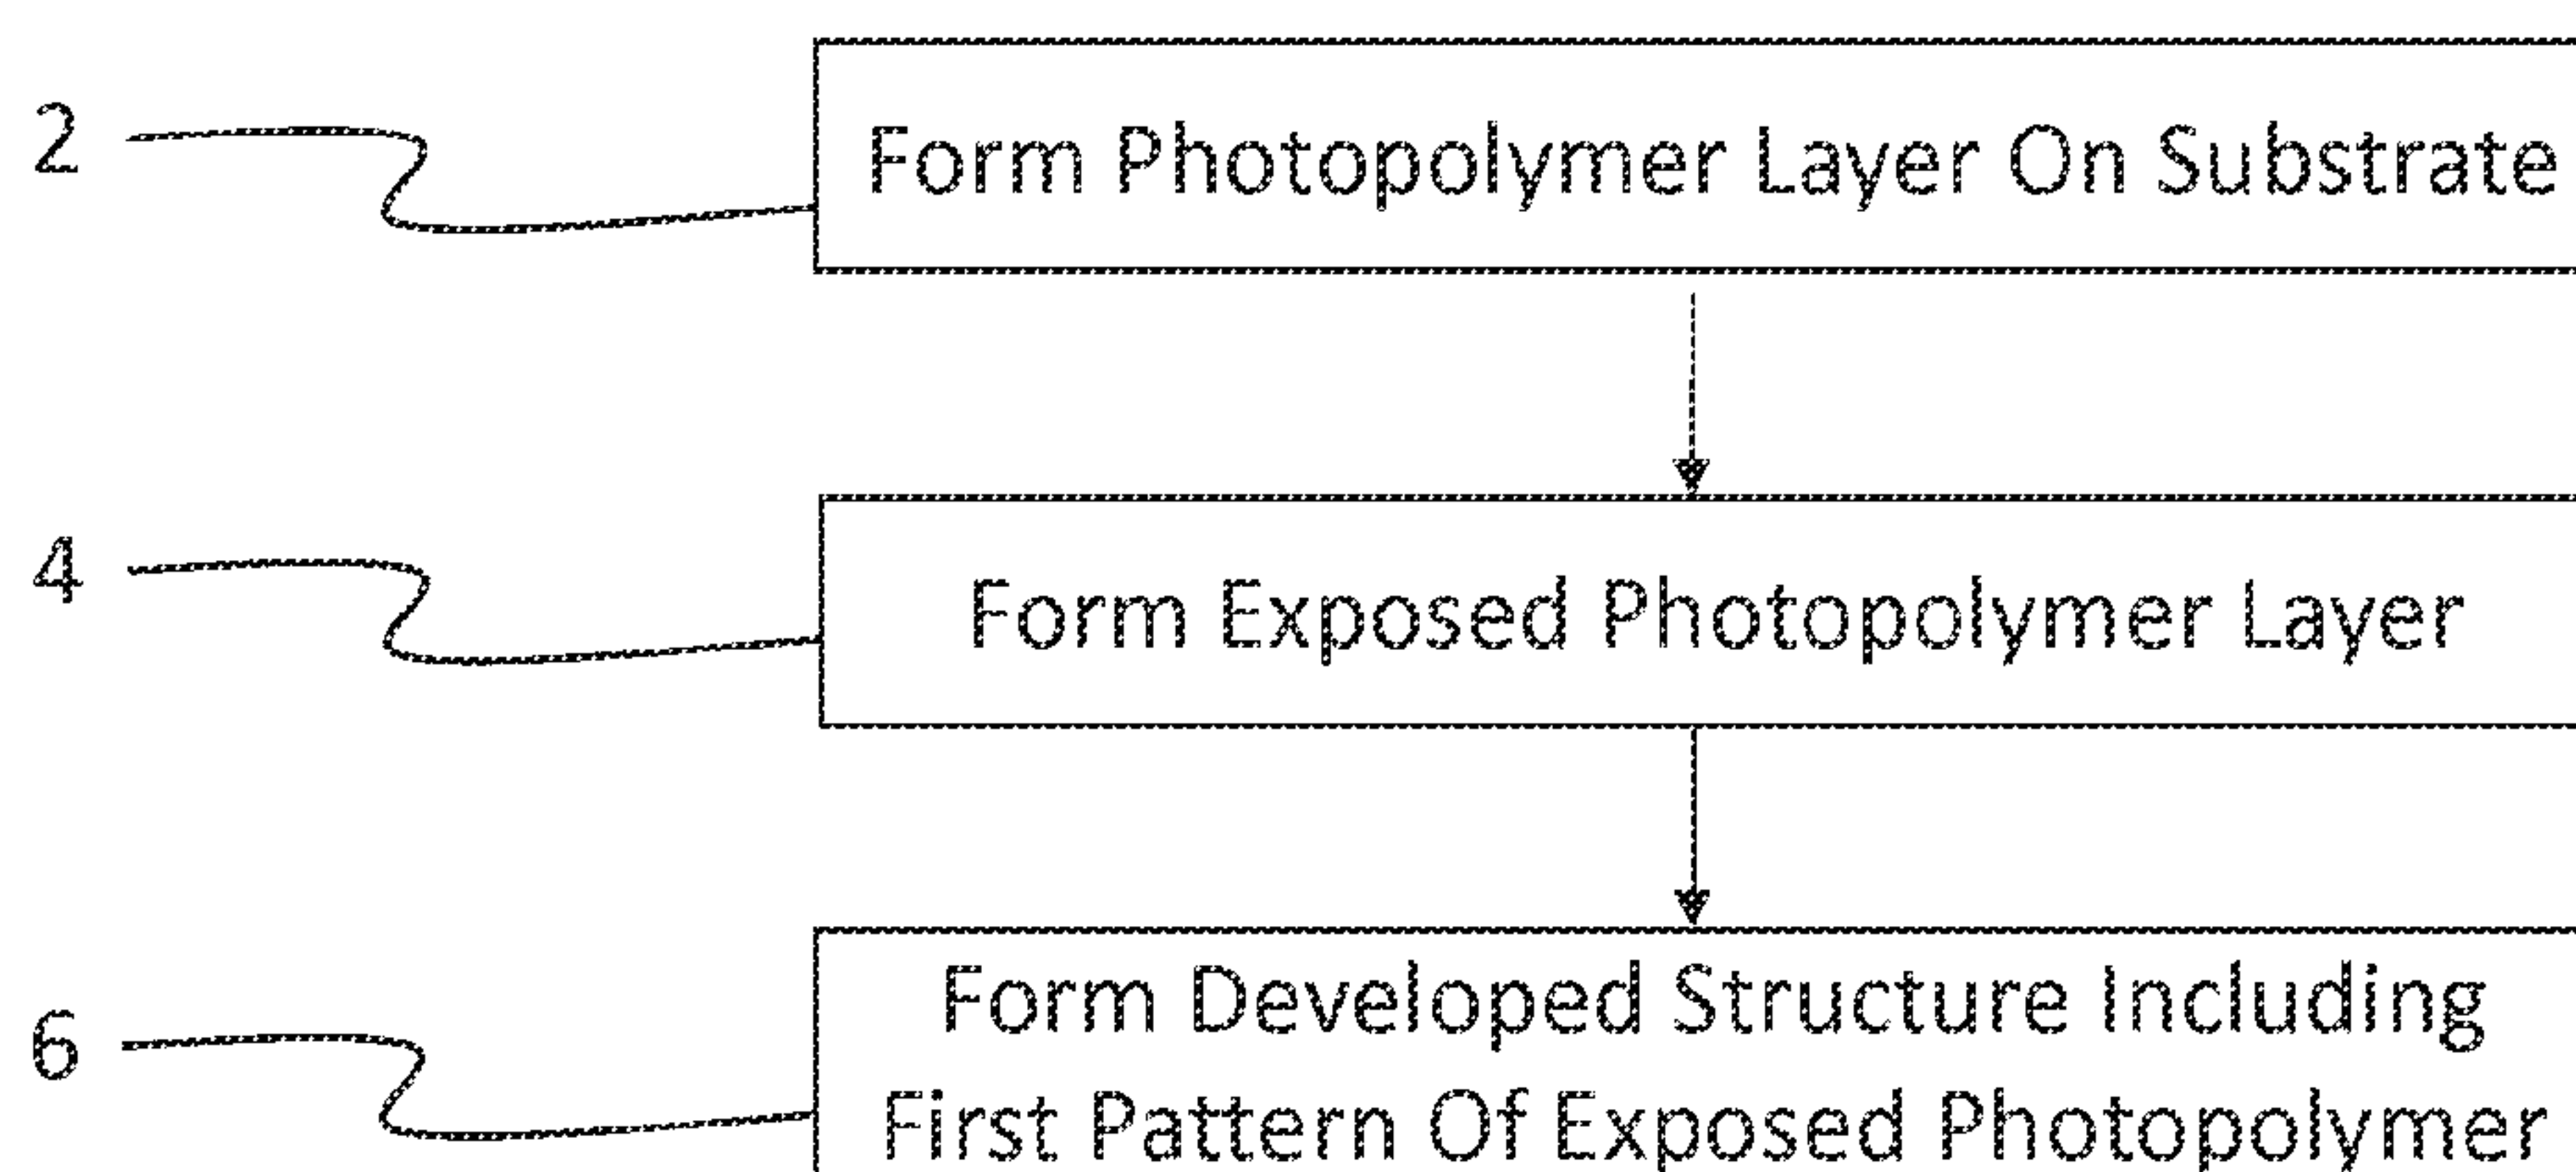 2
Form Photopolymer Layer On Substrate
4
Form Exposed Photopolymer Layer
6
Form Developed Structure Including
First Pattern Of Exposed Photopolymer